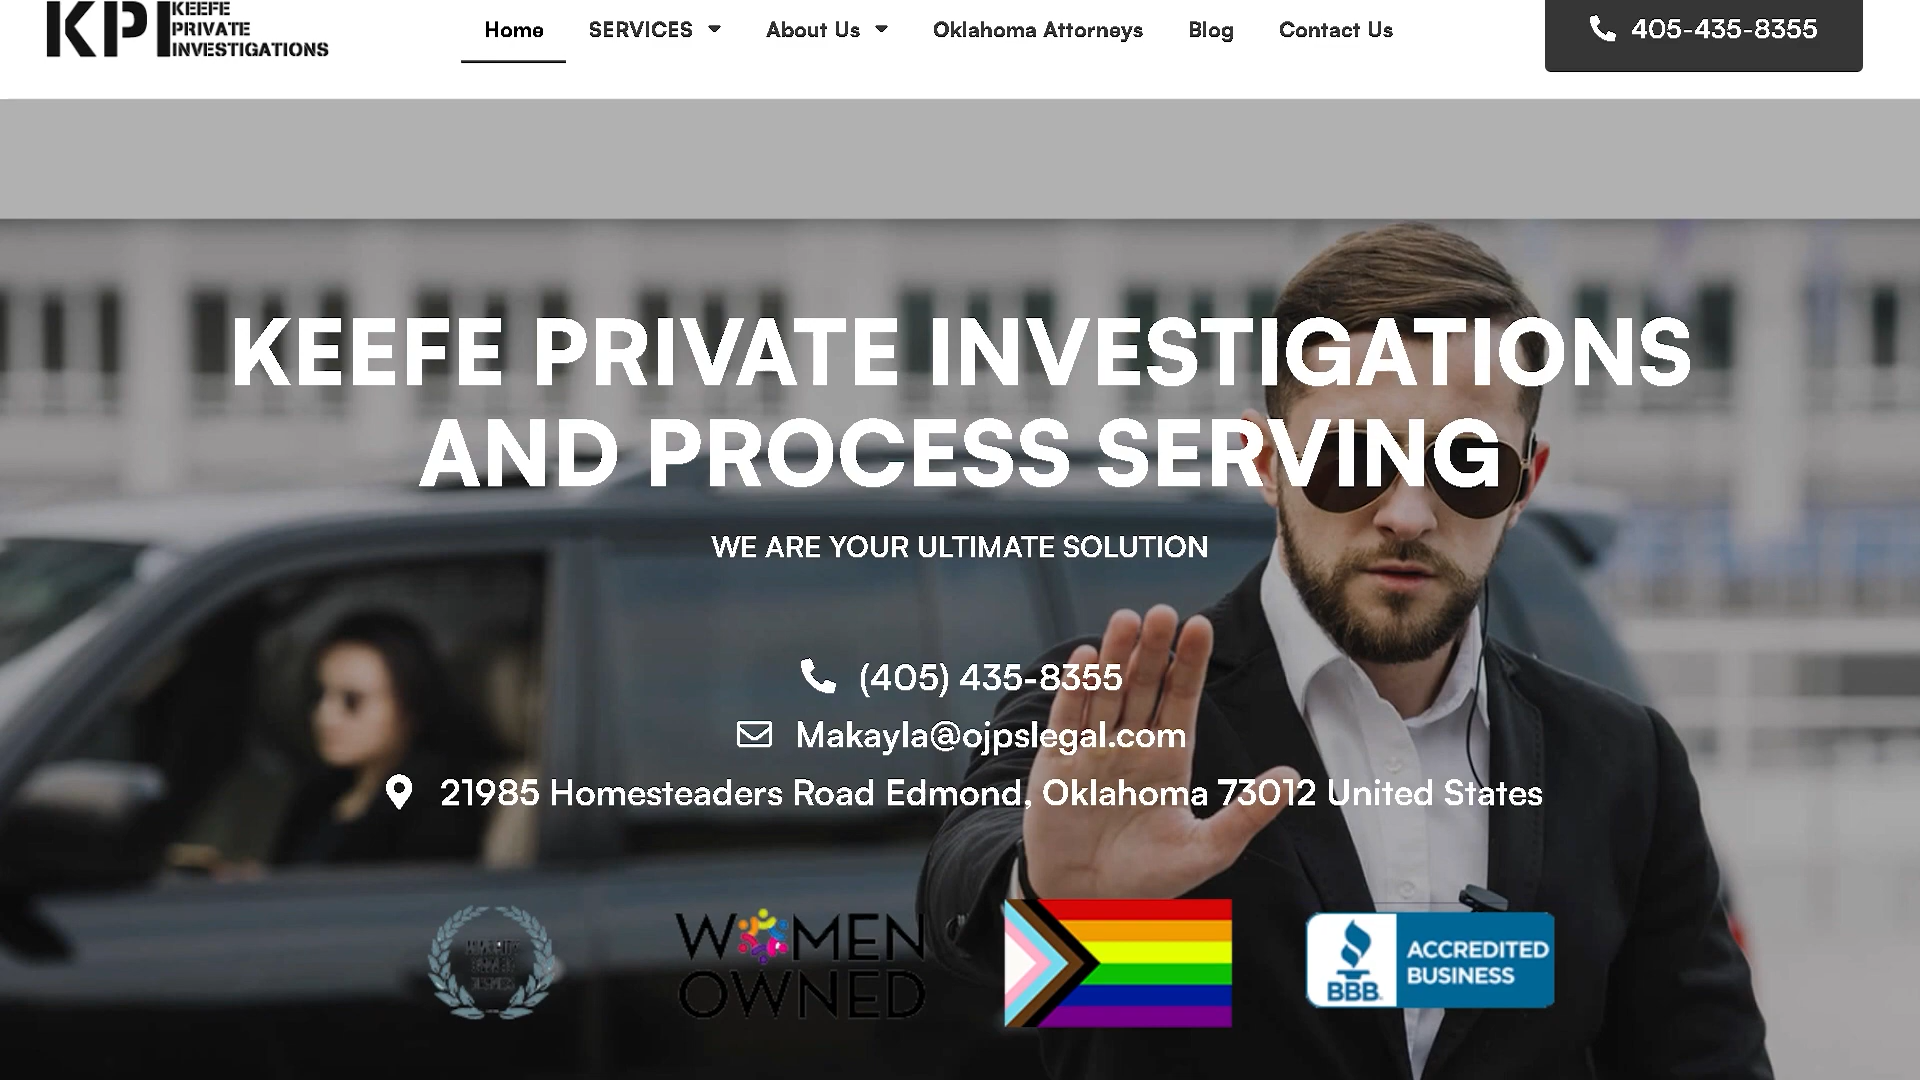 KPI
KEEFE
PRIVATE
INVESTIGATIONS
Home
SERVICES
About Us
Oklahoma Attorneys
Blog
Contact Us
405-435-8355
KEEFE PRIVATE INVESTIGATIONS
AND PROCESS SERVING
WE ARE YOUR ULTIMATE SOLUTION
(405) 435-8355
Makayla@ojpslegal.com
21985 Homesteaders Road Edmond, Oklahoma 73012 United States
WOMEN
OWNED
BBB
ACCREDITED
BUSINESS